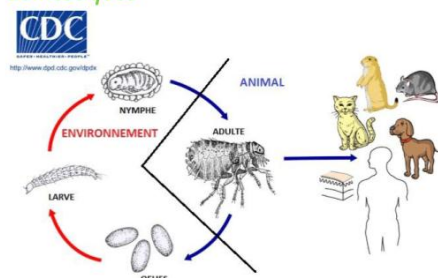 CDC
SAFER • HEALTHIER • PEOPLE™
http://www.dpd.cdc.gov/dpdx
NYMPHE
ANIMAL
ENVIRONNEMENT
ADULTE
LARVE